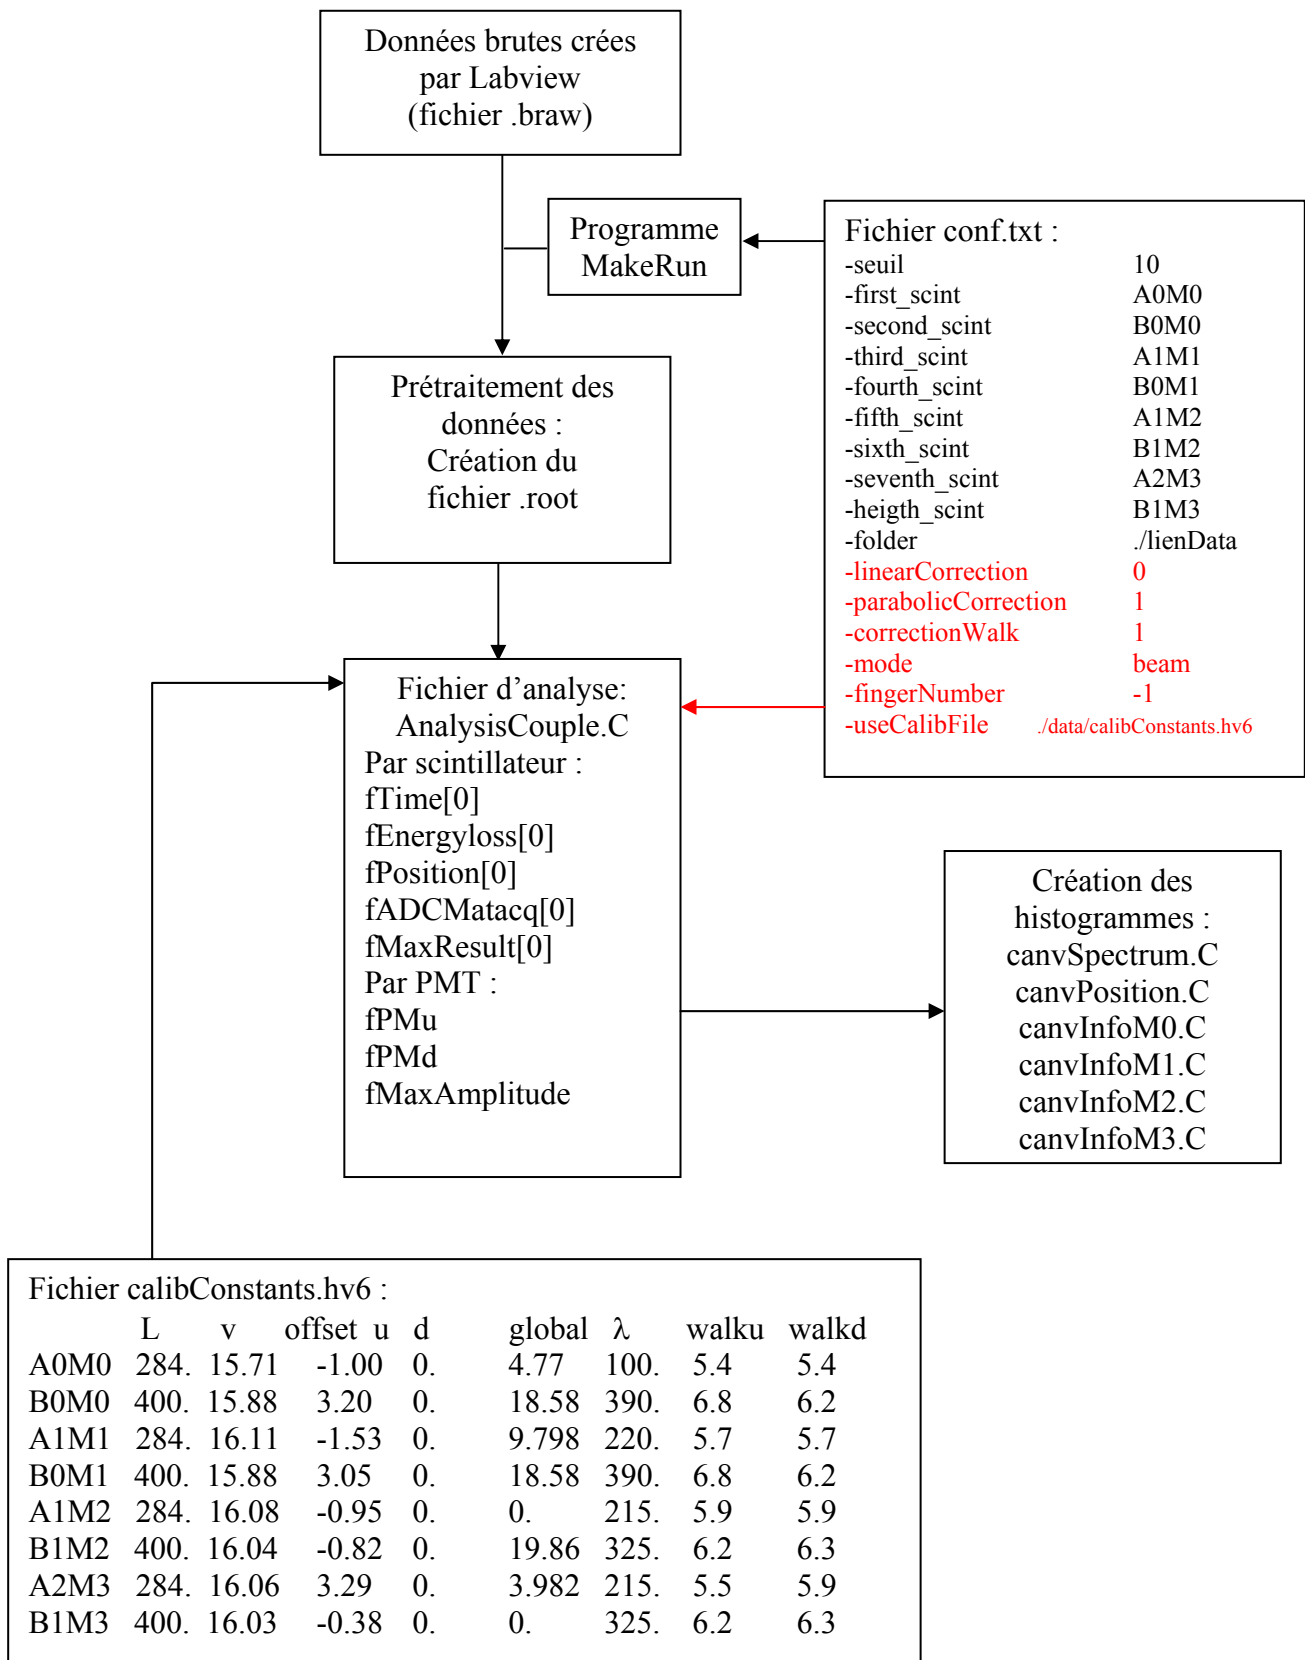 Données brutes crées
par Labview
(fichier .braw)
Programme
MakeRun
Fichier conf.txt :
-seuil 10
-first_scint A0M0
-second_scint B0M0
-third_scint A1M1
-fourth_scint B0M1
-fifth_scint A1M2
-sixth_scint B1M2
-seventh_scint A2M3
-heigth_scint B1M3
-folder ./lienData
-linearCorrection 0
-parabolicCorrection 1
-correctionWalk 1
-mode beam
-fingerNumber -1
-useCalibFile ./data/calibConstants.hv6
Prétraitement des
données :
Création du
fichier .root
Fichier d'analyse:
AnalysisCouple.C
Par scintillateur :
fTime[0]
fEnergyloss[0]
fPosition[0]
fADCMatacq[0]
fMaxResult[0]
Par PMT :
fPMu
fPMd
fMaxAmplitude
Création des
histogrammes :
canvSpectrum.C
canvPosition.C
canvInfoM0.C
canvInfoM1.C
canvInfoM2.C
canvInfoM3.C
Fichier calibConstants.hv6 :
L v offset u d global λ walku walkd
A0M0 284. 15.71 -1.00 0. 4.77 100. 5.4 5.4
B0M0 400. 15.88 3.20 0. 18.58 390. 6.8 6.2
A1M1 284. 16.11 -1.53 0. 9.798 220. 5.7 5.7
B0M1 400. 15.88 3.05 0. 18.58 390. 6.8 6.2
A1M2 284. 16.08 -0.95 0. 0. 215. 5.9 5.9
B1M2 400. 16.04 -0.82 0. 19.86 325. 6.2 6.3
A2M3 284. 16.06 3.29 0. 3.982 215. 5.5 5.9
B1M3 400. 16.03 -0.38 0. 0. 325. 6.2 6.3